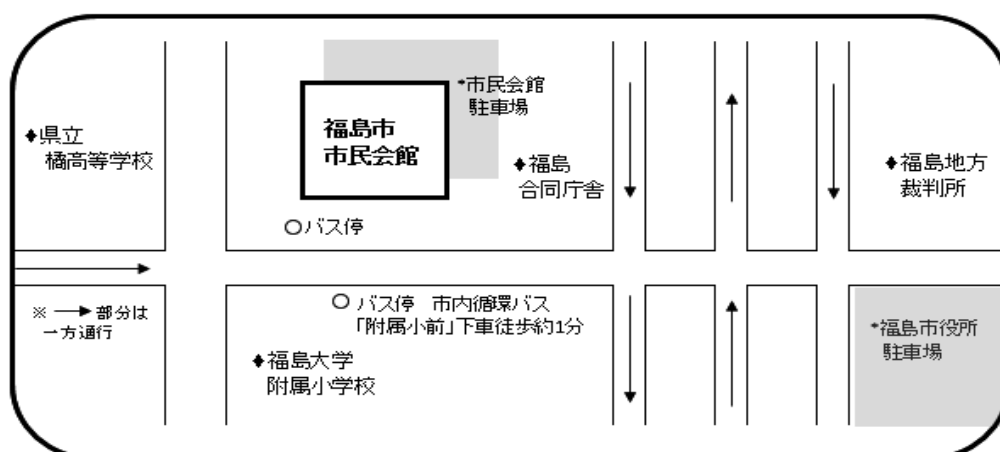 *市民会館
駐車場
福島市
市民会館
◆県立
橘高等学校
◆福島
合同庁舎
◆福島地方
裁判所
○バス停
※ → 部分は
一方通行
○ バス停 市内循環バス
「附属小前」下車徒歩約1分
◆福島大学
附属小学校
*福島市役所
駐車場